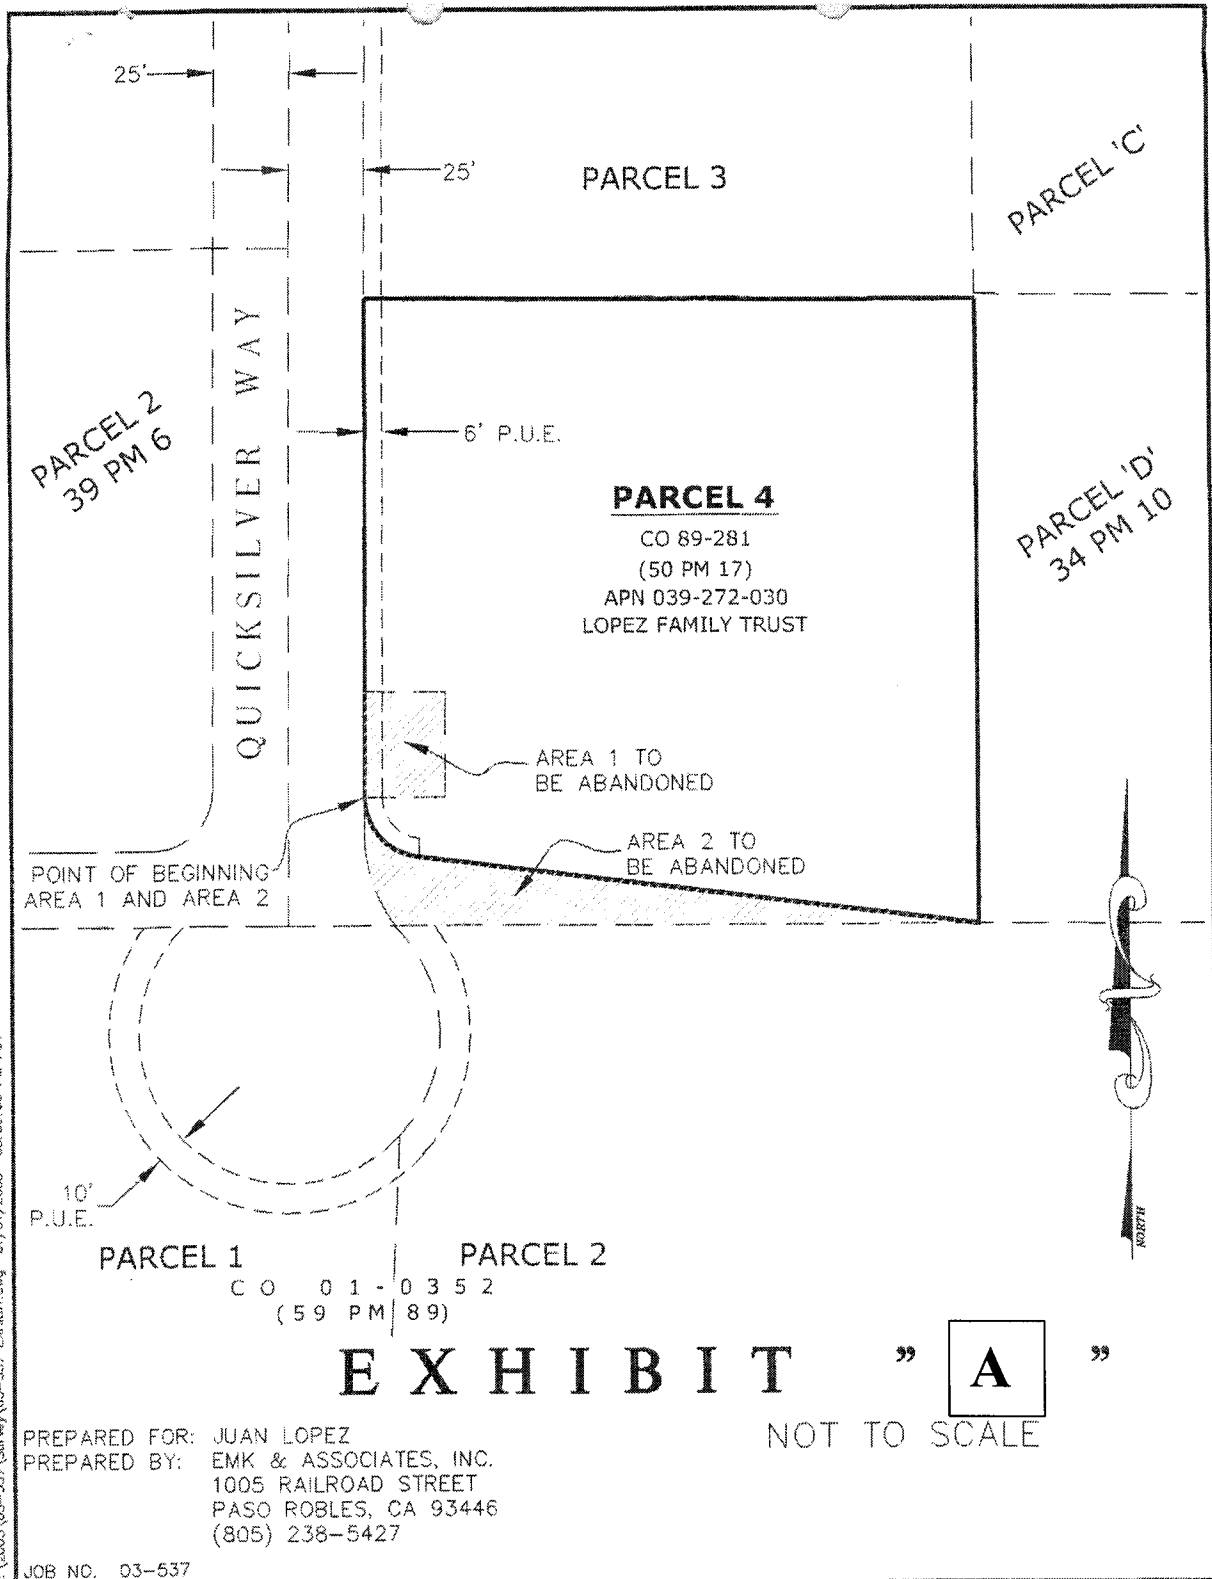 25'
25'
PARCEL 3
PARCEL 'C'
QUICKSILVER WAY
PARCEL 2
39 PM 6
6' P.U.E.
PARCEL 4
CO 89-281
(50 PM 17)
APN 039-272-030
LOPEZ FAMILY TRUST
PARCEL 'D'
34 PM 10
AREA 1 TO
BE ABANDONED
AREA 2 TO
BE ABANDONED
POINT OF BEGINNING
AREA 1 AND AREA 2
10'
P.U.E.
NORTH
PARCEL 1
PARCEL 2
CO 01-0352
(59 PM 89)
EXHIBIT " A "
NOT TO SCALE
PREPARED FOR: JUAN LOPEZ
PREPARED BY: EMK & ASSOCIATES, INC.
1005 RAILROAD STREET
PASO ROBLES, CA 93446
(805) 238-5427
JOB NO. 03-537